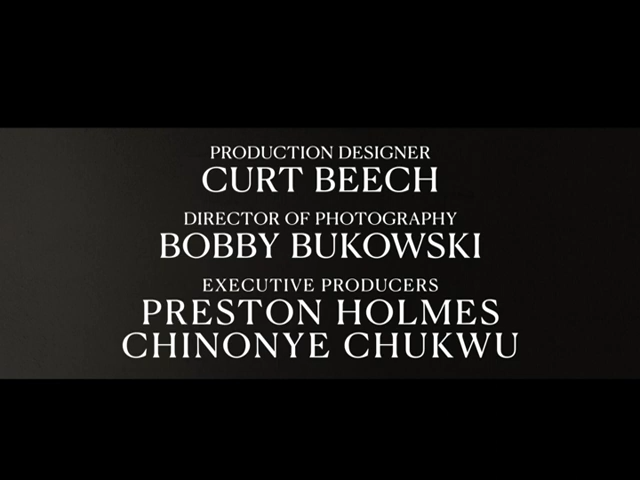 PRODUCTION DESIGNER
CURT BEECH
DIRECTOR OF PHOTOGRAPHY
BOBBY BUKOWSKI
EXECUTIVE PRODUCERS
PRESTON HOLMES
CHINONYE CHUKWU